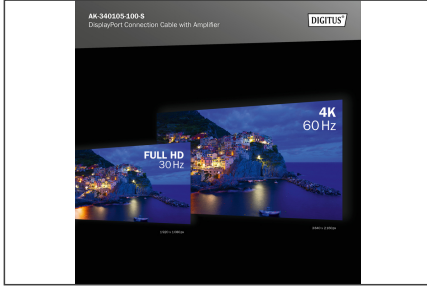 AK-340105-100-S
DisplayPort Connection Cable with Amplifier
DIGITUS®
4K
60 Hz
FULL HD
30 Hz